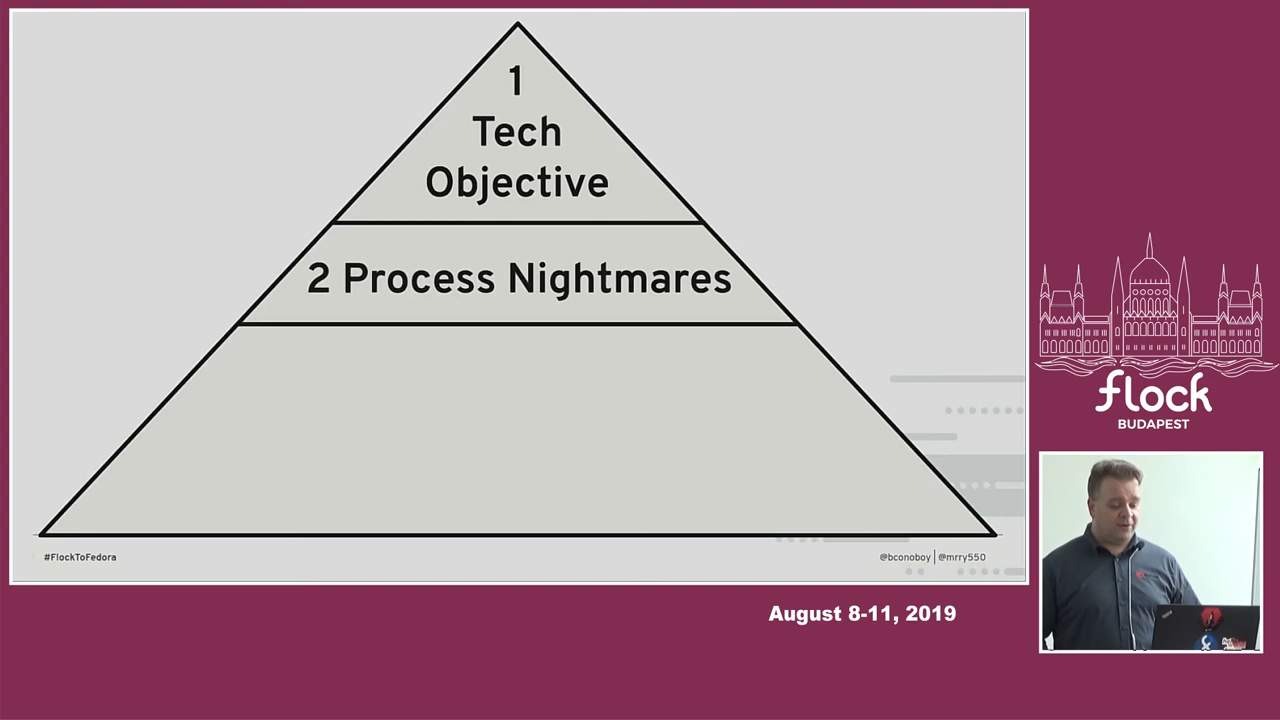 1
Tech
Objective
2 Process Nightmares
#FlockToFedora
@bconoboy | @mrry550
flock
BUDAPEST
August 8-11, 2019